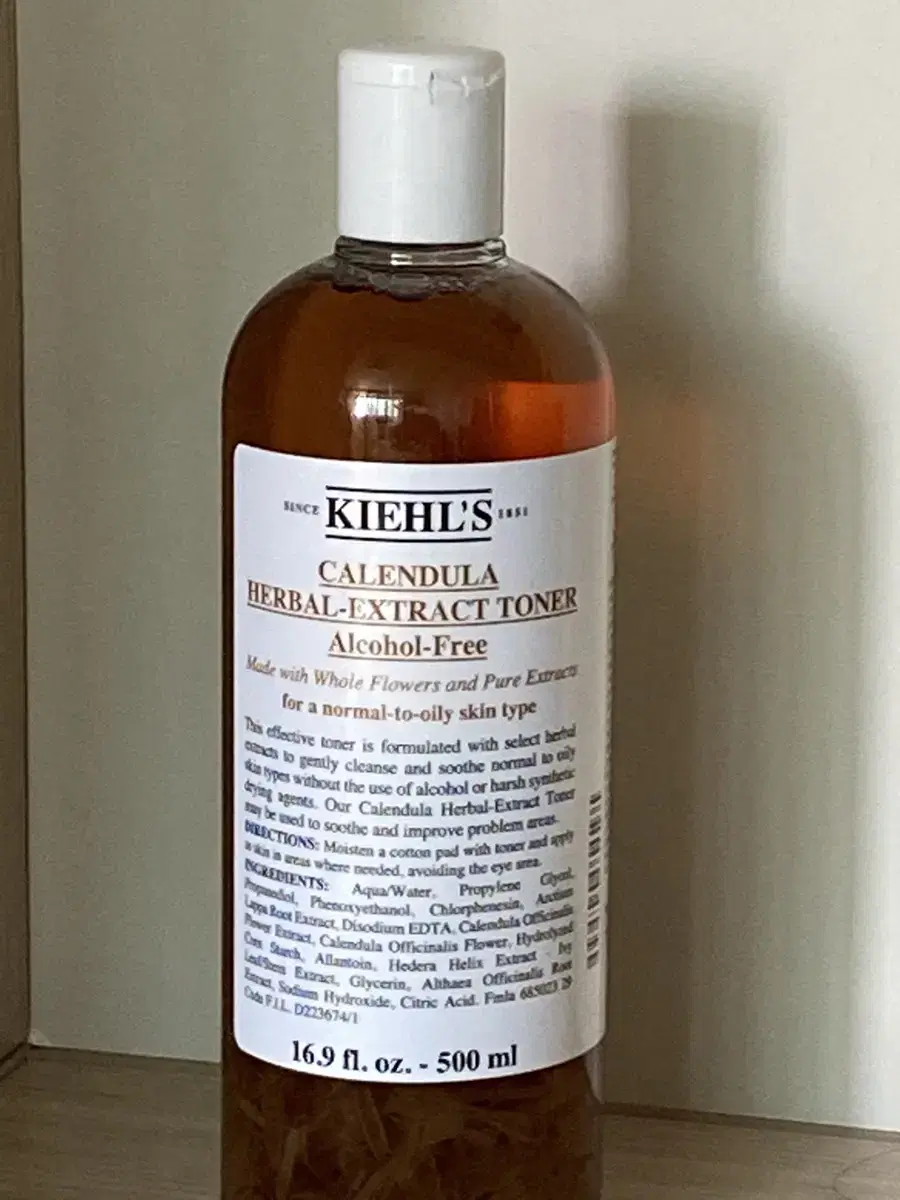 SINCE KIEHL'S 1851
CALENDULA
HERBAL-EXTRACT TONER
Alcohol-Free
Made with Whole Flowers and Pure Extracts
for a normal-to-oily skin type
This effective toner is formulated with select herbal
extracts to gently cleanse and soothe normal to oily
skin types without the use of alcohol or harsh synthetic
drying agents. Our Calendula Herbal-Extract Toner
may be used to soothe and improve problem areas.
DIRECTIONS: Moisten a cotton pad with toner and apply
to skin in areas where needed, avoiding the eye area.
INGREDIENTS: Aqua/Water, Propylene Glycol,
Propanediol, Phenoxyethanol, Chlorphenesin, Arctium
Lappa Root Extract, Disodium EDTA, Calendula Officinalis
Flower Extract, Calendula Officinalis Flower, Hydrolyzed
Corn Starch, Allantoin, Hedera Helix Extract - Ivy
Leaf/Stem Extract, Glycerin, Althaea Officinalis Root
Extract, Sodium Hydroxide, Citric Acid. Fmla 685023 29
Code F.I.L. D223674/1
16.9 fl. oz. - 500 ml